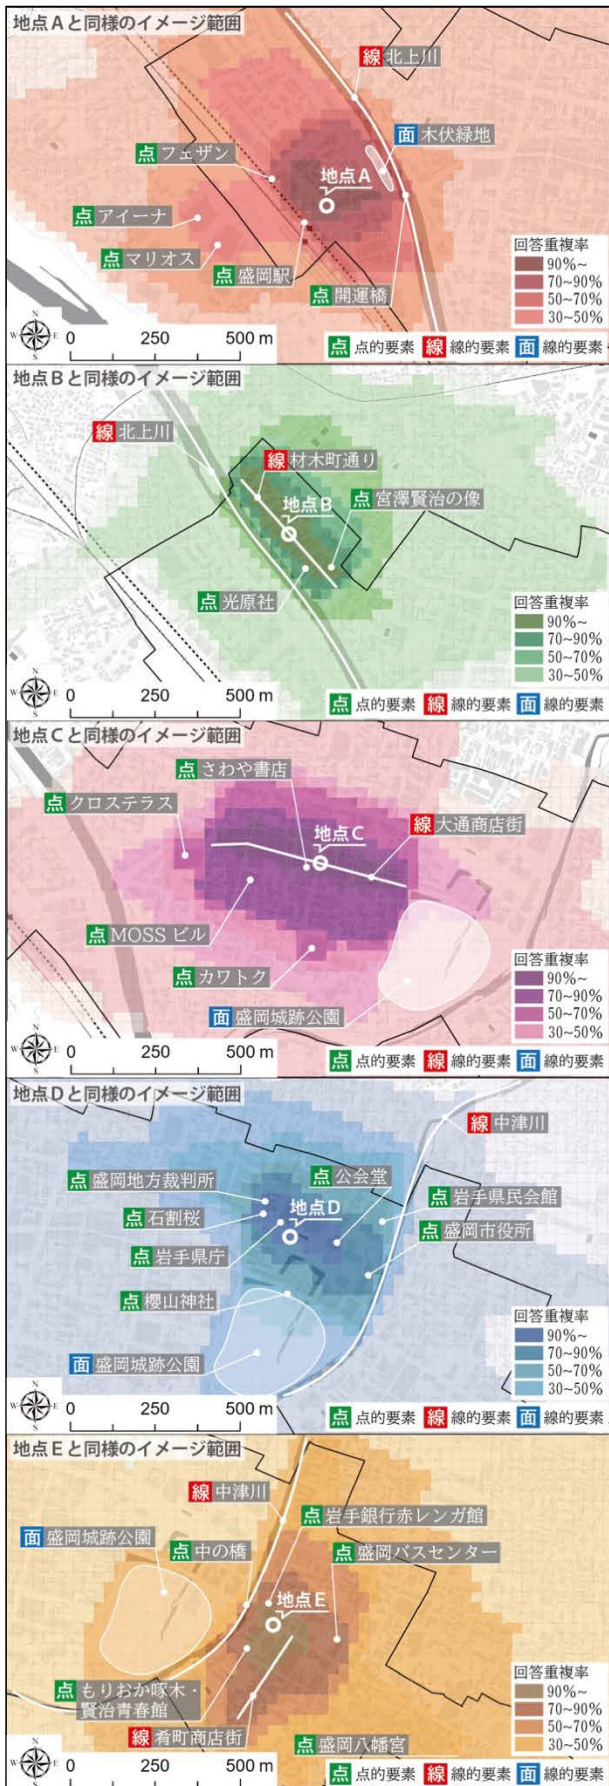 地点Aと同様のイメージ範囲
線 北上川
面 木伏緑地
点 フェザン
地点A
点 アイーナ
点 マリオス
点 盛岡駅
点 開運橋
回答重複率
90%~
70~90%
50~70%
30~50%
N
W E
S
0 250 500 m
点 点的要素 線 線的要素 面 線的要素
地点Bと同様のイメージ範囲
線 北上川
線 材木町通り
地点B
点 宮澤賢治の像
点 光原社
回答重複率
90%~
70~90%
50~70%
30~50%
N
W E
S
0 250 500 m
点 点的要素 線 線的要素 面 線的要素
地点Cと同様のイメージ範囲
点 さわや書店
点 クロステラス
地点C
線 大通商店街
点 MOSS ビル
点 カワトク
面 盛岡城跡公園
回答重複率
90%~
70~90%
50~70%
30~50%
N
W E
S
0 250 500 m
点 点的要素 線 線的要素 面 線的要素
地点Dと同様のイメージ範囲
線 中津川
点 盛岡地方裁判所
点 公会堂
点 石割桜
地点D
点 岩手県民会館
点 岩手県庁
点 盛岡市役所
点 櫻山神社
面 盛岡城跡公園
回答重複率
90%~
70~90%
50~70%
30~50%
N
W E
S
0 250 500 m
点 点的要素 線 線的要素 面 線的要素
地点Eと同様のイメージ範囲
線 中津川
点 岩手銀行赤レンガ館
面 盛岡城跡公園
点 中の橋
点 盛岡バスセンター
地点E
点 もりおか啄木・
賢治青春館
線 肴町商店街
点 盛岡八幡宮
回答重複率
90%~
70~90%
50~70%
30~50%
N
W E
S
0 250 500 m
点 点的要素 線 線的要素 面 線的要素